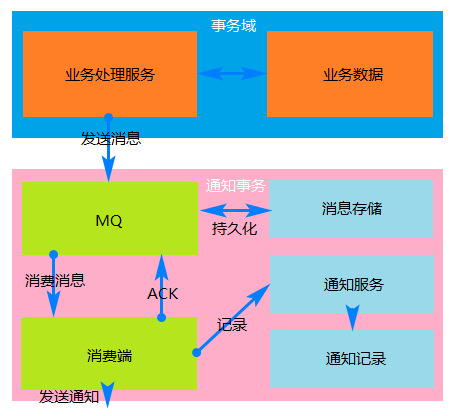 事务域
业务处理服务
业务数据
发送消息
通知事务
MQ
消息存储
持久化
消费消息
ACK
通知服务
记录
消费端
通知记录
发送通知